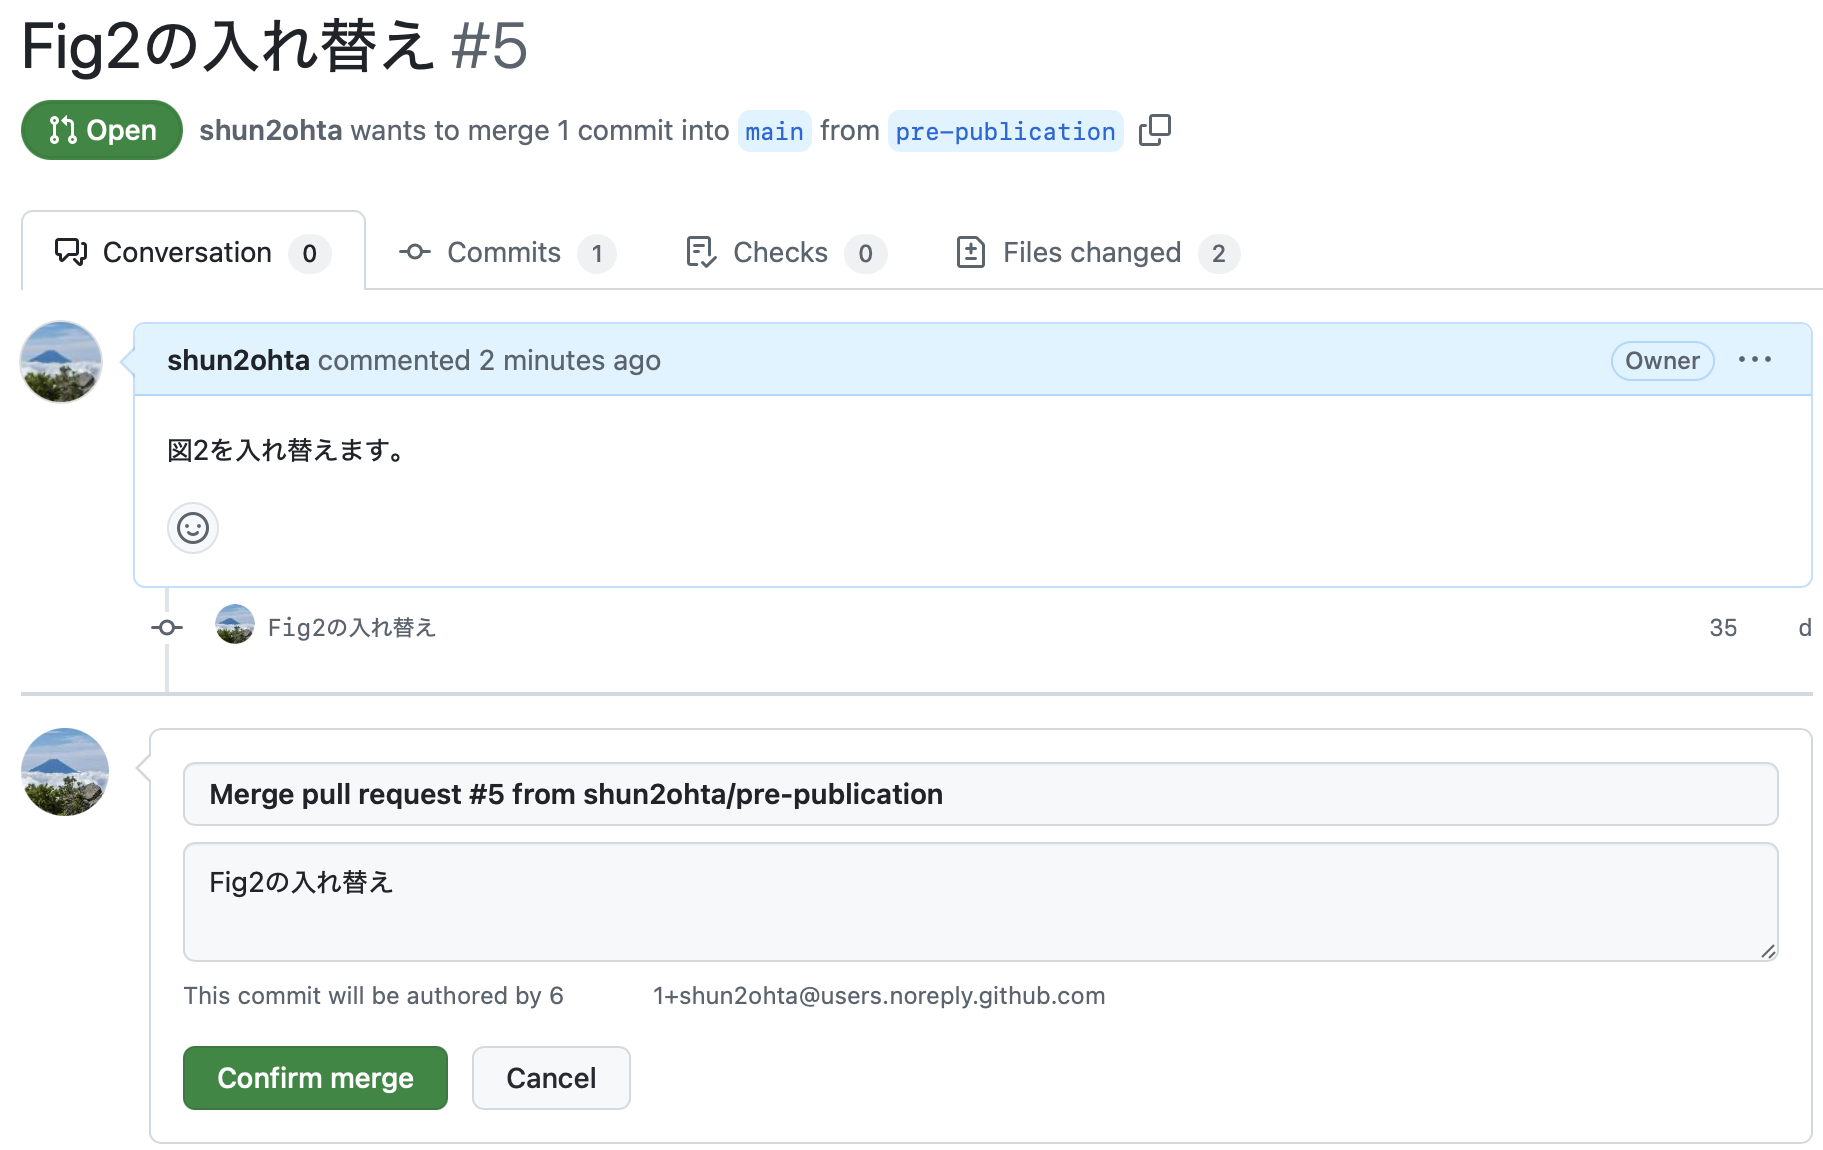 Fig2の入れ替え #5
Open shun2ohta wants to merge 1 commit into main from pre-publication
Conversation 0 Commits 1 Checks 0 Files changed 2
shun2ohta commented 2 minutes ago Owner
図2を入れ替えます。
Fig2の入れ替え 35 d
Merge pull request #5 from shun2ohta/pre-publication
Fig2の入れ替え
This commit will be authored by 6 1+shun2ohta@users.noreply.github.com
Confirm merge Cancel